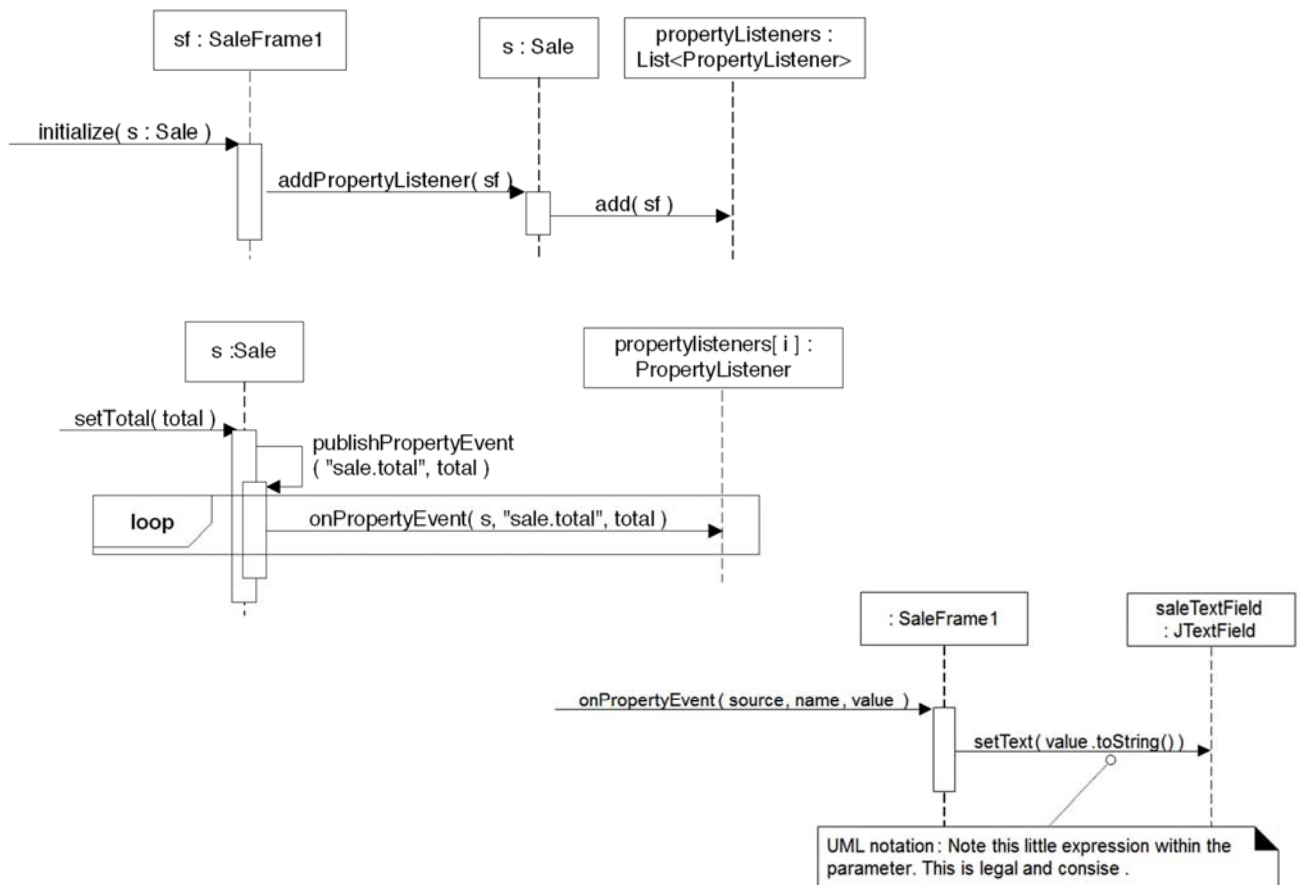 sf : SaleFrame1
s : Sale
propertyListeners :
List<PropertyListener>
initialize( s : Sale )
addPropertyListener( sf )
add( sf )
s :Sale
propertylisteners[ i ] :
PropertyListener
setTotal( total )
publishPropertyEvent
( "sale.total", total )
loop
onPropertyEvent( s, "sale.total", total )
: SaleFrame1
saleTextField
: JTextField
onPropertyEvent( source, name, value )
setText( value .toString() )
UML notation : Note this little expression within the
parameter. This is legal and consise .